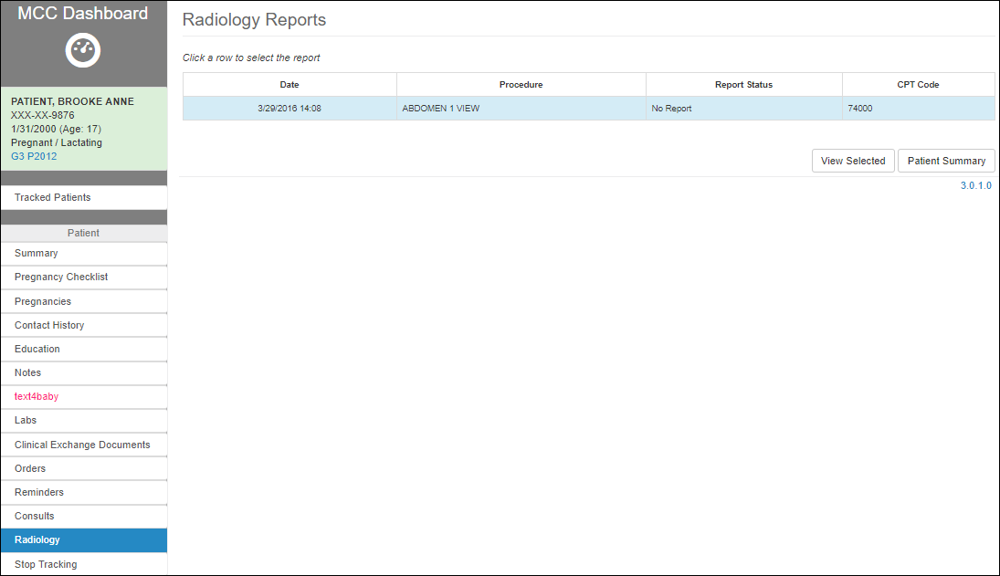 MCC Dashboard
PATIENT, BROOKE ANNE
XXX-XX-9876
1/31/2000 (Age: 17)
Pregnant / Lactating
G3 P2012
Tracked Patients
Patient
Summary
Pregnancy Checklist
Pregnancies
Contact History
Education
Notes
text4baby
Labs
Clinical Exchange Documents
Orders
Reminders
Consults
Radiology
Stop Tracking
Radiology Reports
Click a row to select the report
Date Procedure Report Status CPT Code
3/29/2016 14:08 ABDOMEN 1 VIEW No Report 74000
View Selected Patient Summary
3.0.1.0